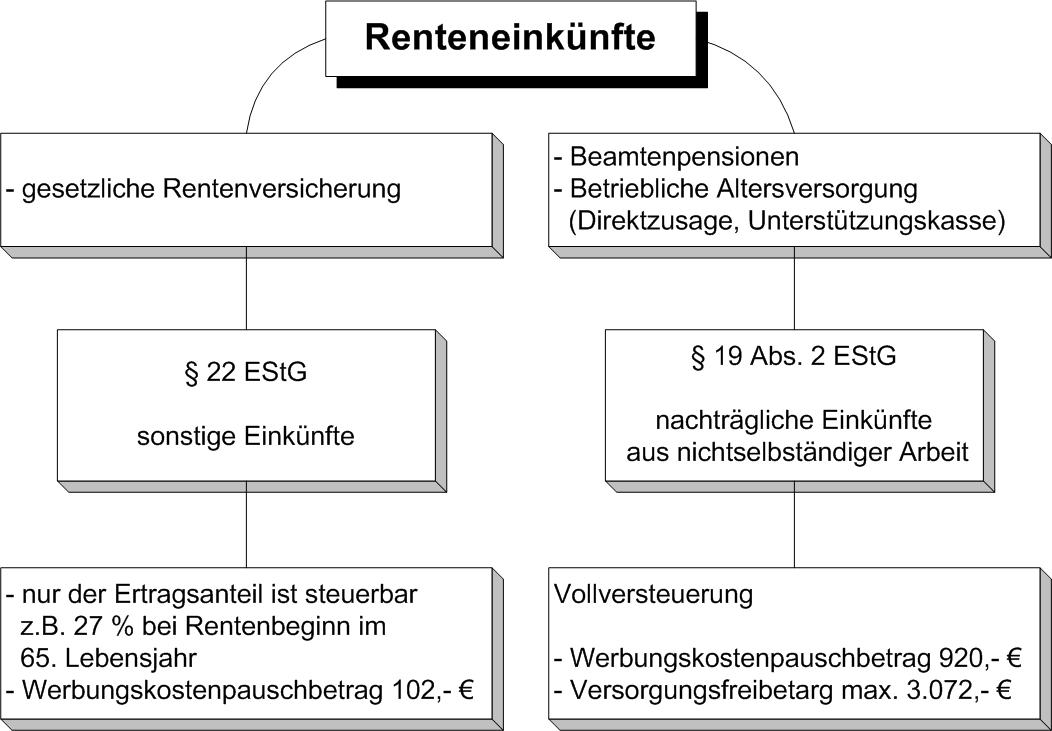 Renteneinkünfte
- gesetzliche Rentenversicherung
- Beamtenpensionen
- Betriebliche Altersversorgung
(Direktzusage, Unterstützungskasse)
§ 22 EStG
sonstige Einkünfte
§ 19 Abs. 2 EStG
nachträgliche Einkünfte
aus nichtselbständiger Arbeit
- nur der Ertragsanteil ist steuerbar
z.B. 27 % bei Rentenbeginn im
65. Lebensjahr
- Werbungskostenpauschbetrag 102,- €
Vollversteuerung
- Werbungskostenpauschbetrag 920,- €
- Versorgungsfreibetarg max. 3.072,- €